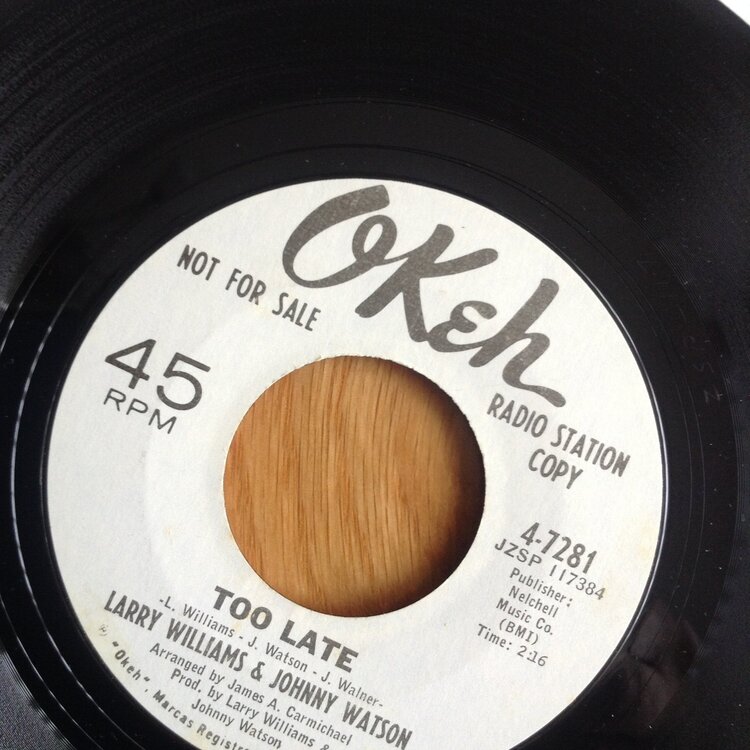 OKeh
NOT FOR SALE
45
RPM
RADIO STATION
COPY
4-7281
JZSP 117384
Publisher:
Nelchell
Music Co.
(BMI)
Time: 2:16
TOO LATE
-L. Williams - J. Watson - J. Walner-
LARRY WILLIAMS & JOHNNY WATSON
Arranged by James A. Carmichael
Prod. by Larry Williams &
Johnny Watson
℗ "Okeh", Marcas